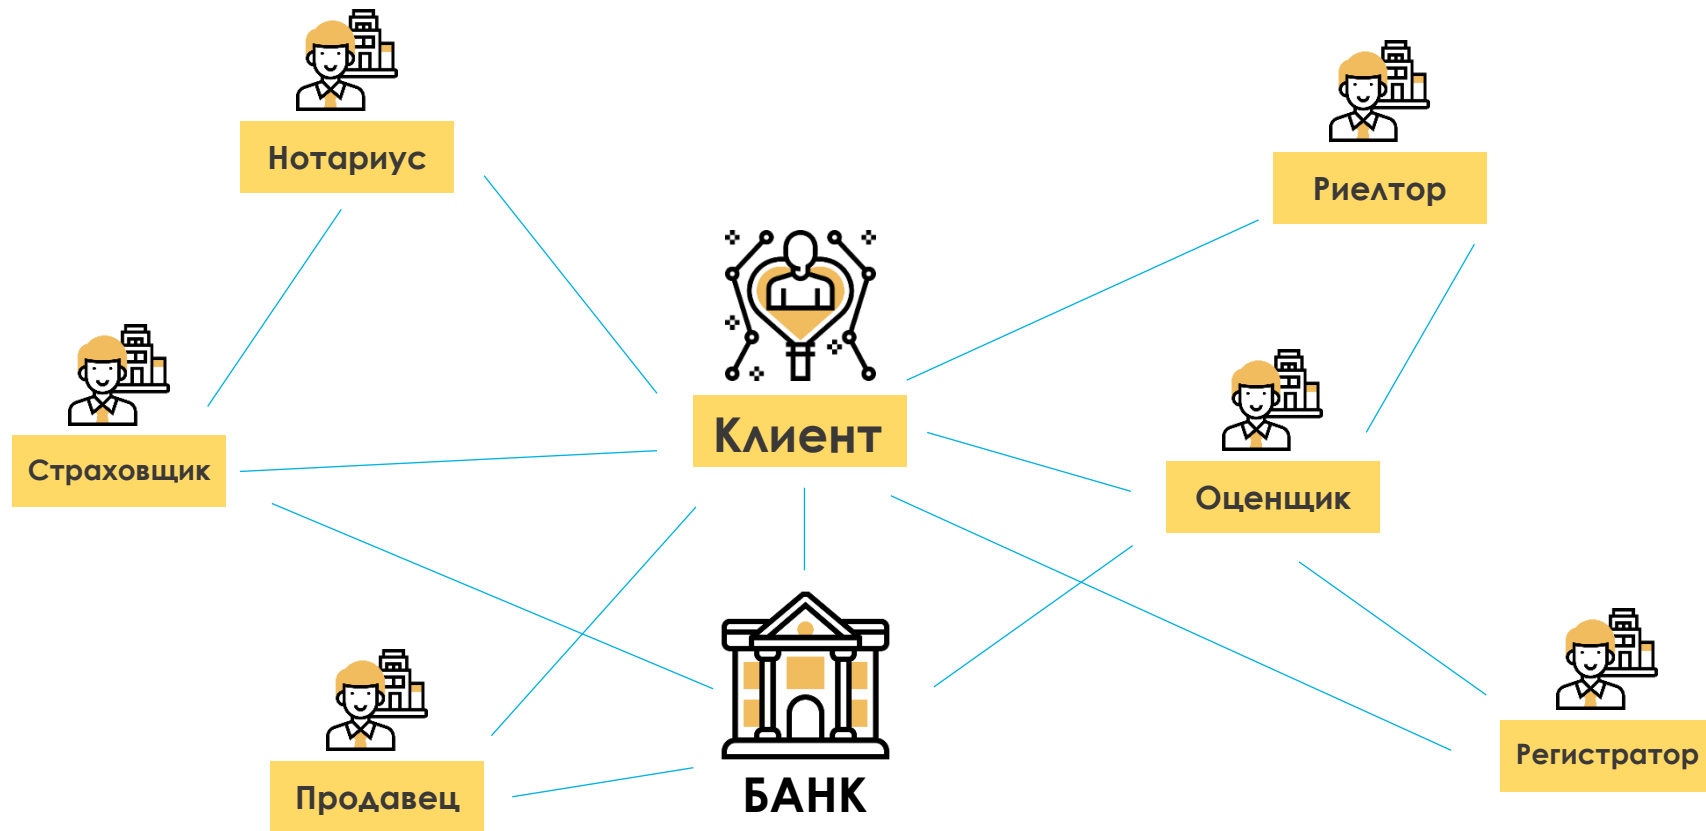 Нотариус
Риелтор
Клиент
Страховщик
Оценщик
Регистратор
Продавец
БАНК